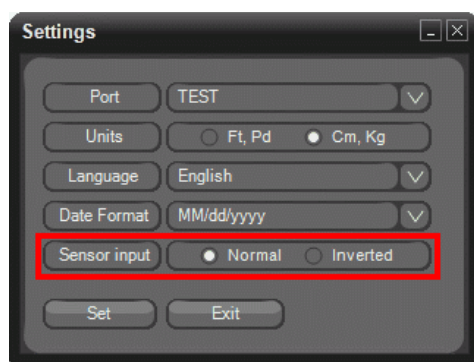 Settings
Port TEST
Units Ft, Pd Cm, Kg
Language English
Date Format MM/dd/yyyy
Sensor input Normal Inverted
Set Exit